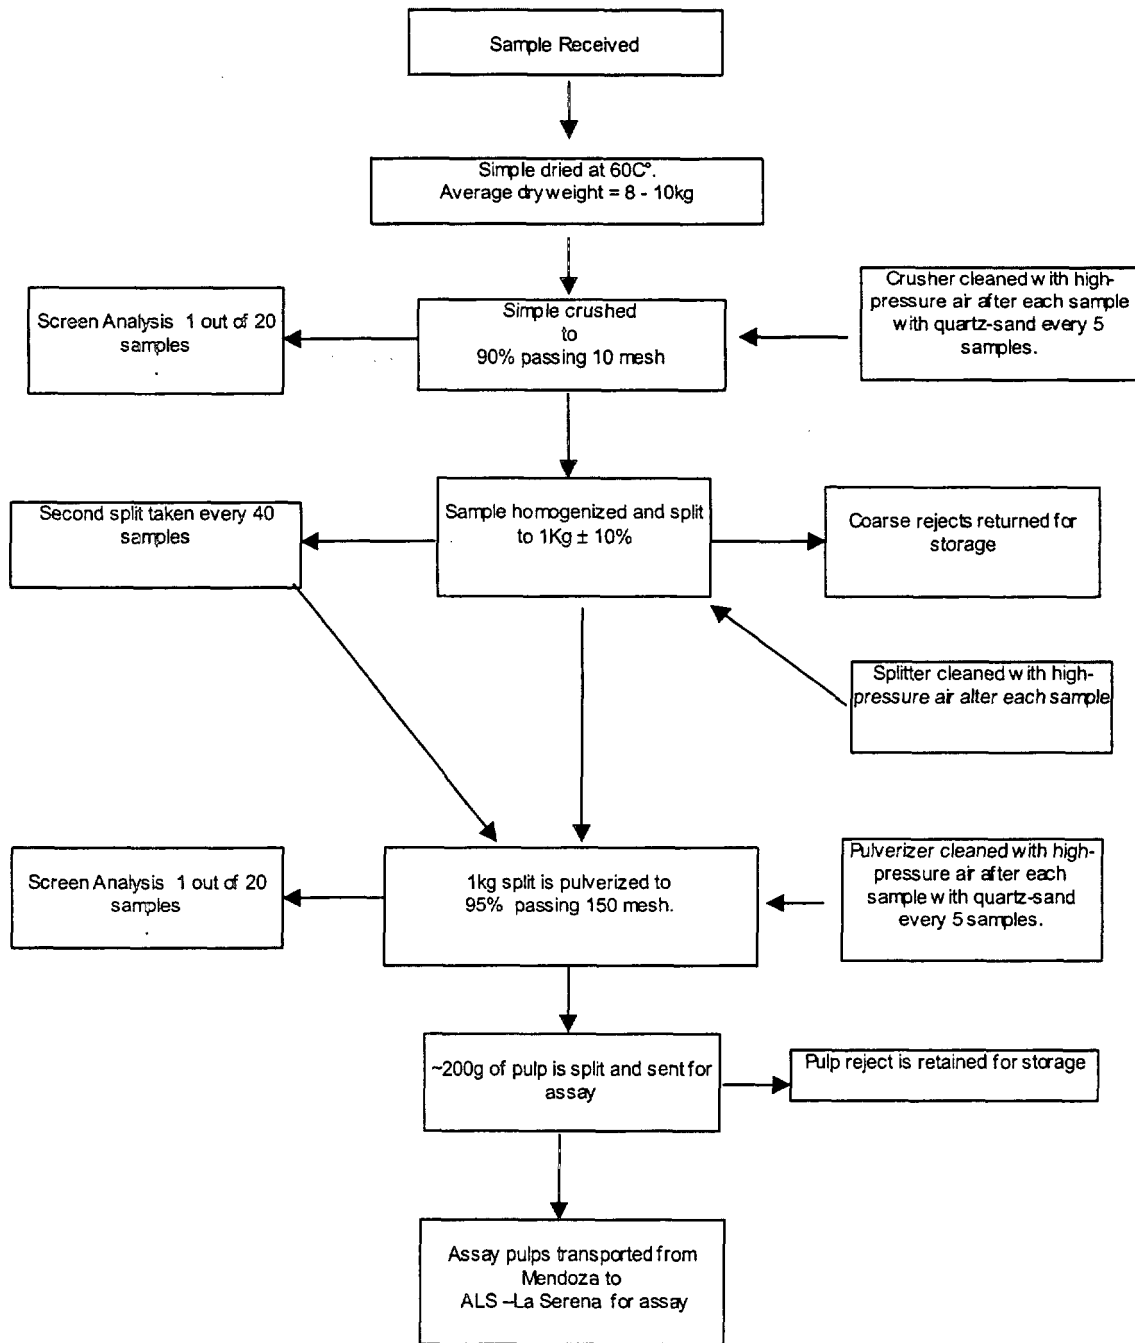 Sample Received
Simple dried at 60C°.
Average dry weight = 8 - 10kg
Screen Analysis 1 out of 20
samples
.
Simple crushed
to
90% passing 10 mesh
Crusher cleaned with high-
pressure air after each sample
with quartz-sand every 5
samples.
Second split taken every 40
samples
Sample homogenized and split
to 1Kg ± 10%
Coarse rejects returned for
storage
Splitter cleaned with high-
pressure air alter each sample
Screen Analysis 1 out of 20
samples
.
1kg split is pulverized to
95% passing 150 mesh.
Pulverizer cleaned with high-
pressure air after each
sample with quartz-sand
every 5 samples.
~200g of pulp is split and sent for
assay
Pulp reject is retained for storage
Assay pulps transported from
Mendoza to
ALS –La Serena for assay